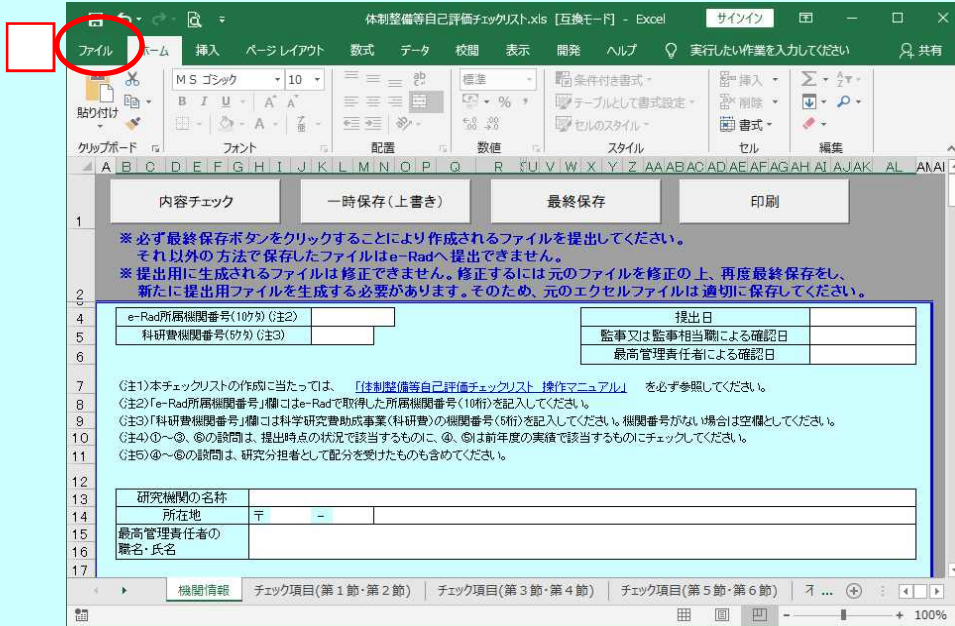 体制整備等自己評価チェックリスト.xls [互換モード] - Excel サインイン
ファイル ホーム 挿入 ページ レイアウト 数式 データ 校閲 表示 開発 ヘルプ 実行したい作業を入力してください 共有
ＭＳ ゴシック 10 標準 条件付き書式 挿入
貼り付け B I U A A % テーブルとして書式設定 削除
セルのスタイル 書式
クリップボード フォント 配置 数値 スタイル セル 編集
A B C D E F G H I J K L M N O P Q R U V W X Y Z AA AB AC AD AE AF AG AH AI AJ AK AL AM
内容チェック 一時保存(上書き) 最終保存 印刷
1
※必ず最終保存ボタンをクリックすることにより作成されるファイルを提出してください。
それ以外の方法で保存したファイルはe-Radへ提出できません。
※提出用に生成されるファイルは修正できません。修正するには元のファイルを修正の上、再度最終保存をし、
2 新たに提出用ファイルを生成する必要があります。そのため、元のエクセルファイルは適切に保存してください。
4 e-Rad所属機関番号(10ケタ)(注2) 提出日
5 科研費機関番号(5ケタ)(注3) 監事又は監事相当職による確認日
6 最高管理責任者による確認日
7 (注1)本チェックリストの作成に当たっては、 「体制整備等自己評価チェックリスト 操作マニュアル」 を必ず参照してください。
8 (注2)「e-Rad所属機関番号」欄にはe-Radで取得した所属機関番号(10桁)を記入してください。
9 (注3)「科研費機関番号」欄には科学研究費助成事業(科研費)の機関番号(5桁)を記入してください。機関番号がない場合は空欄としてください。
10 (注4)①～③、⑥の設問は、提出時点の状況で該当するものに、④、⑤は前年度の実績で該当するものにチェックしてください。
11 (注5)④～⑥の設問は、研究分担者として配分を受けたものも含めてください。
12
13 研究機関の名称
14 所在地 〒 －
15 最高管理責任者の
16 職名・氏名
17
機関情報 チェック項目(第１節・第２節) チェック項目(第３節・第４節) チェック項目(第５節・第６節) ...
100%